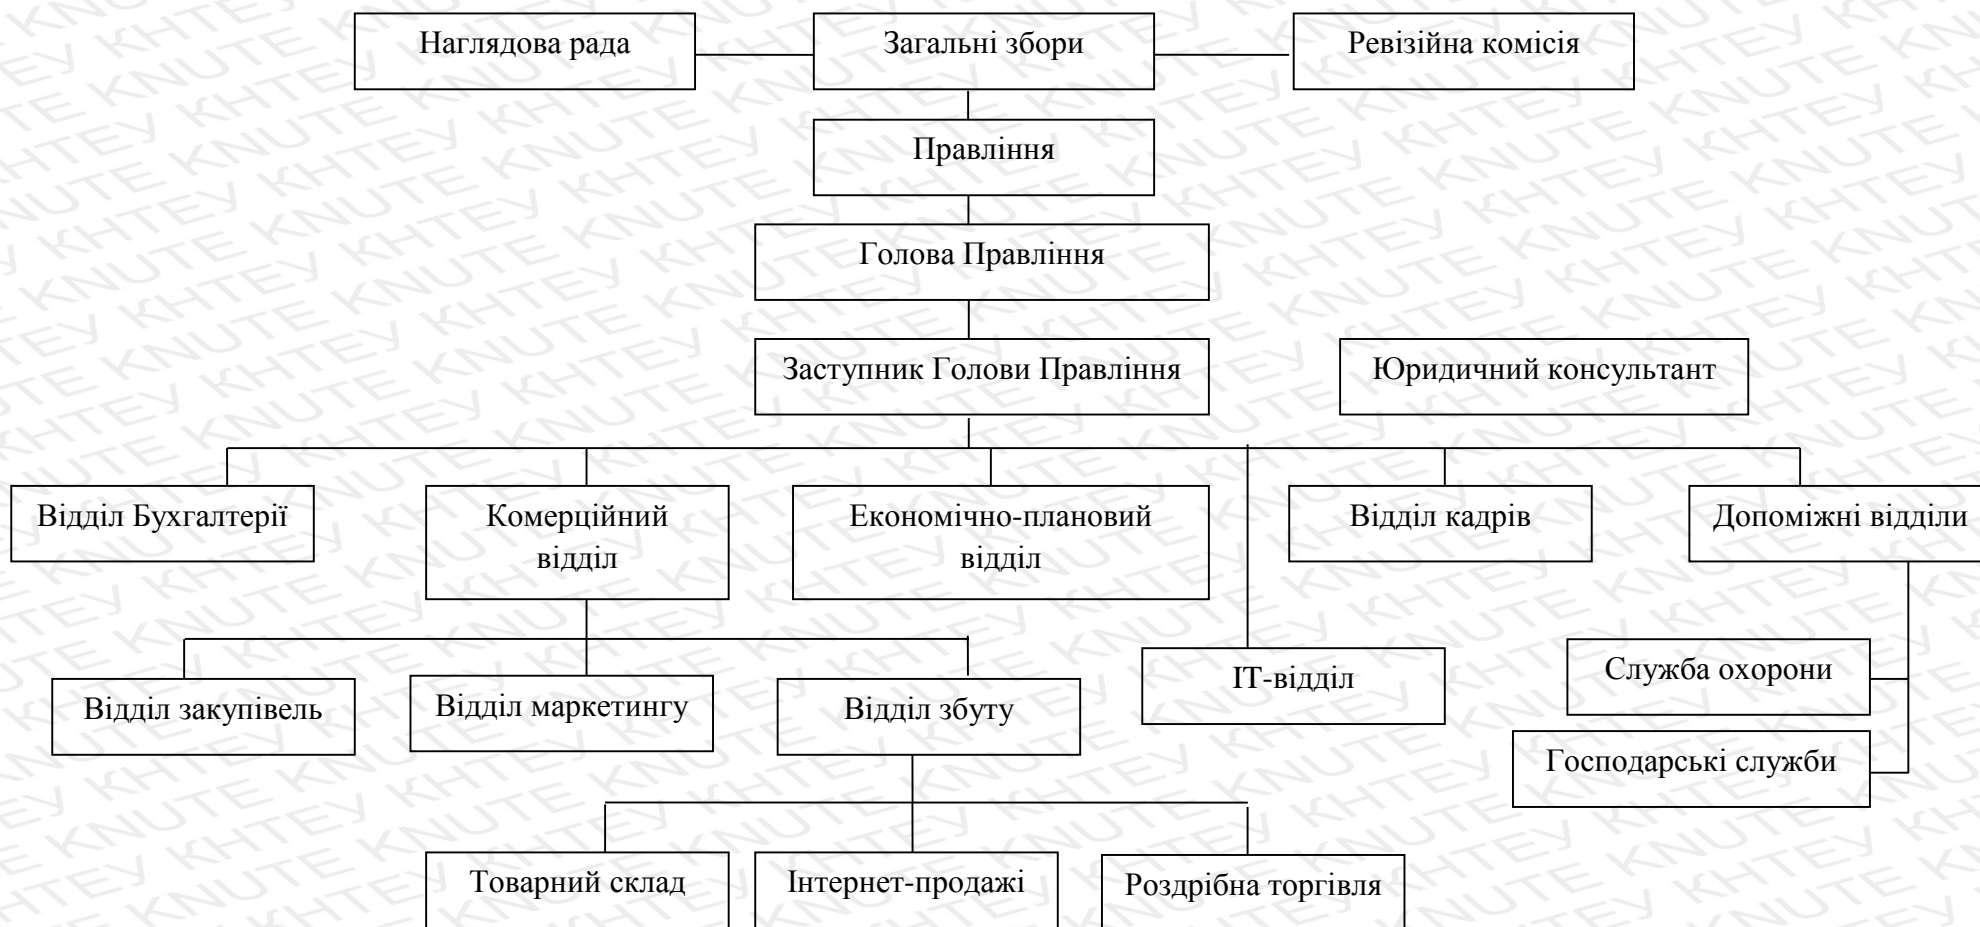 Наглядова рада
Загальні збори
Ревізійна комісія
Правління
Голова Правління
Заступник Голови Правління
Юридичний консультант
Відділ Бухгалтерії
Комерційний
відділ
Економічно-плановий
відділ
Відділ кадрів
Допоміжні відділи
Відділ закупівель
Відділ маркетингу
Відділ збуту
ІТ-відділ
Служба охорони
Господарські служби
Товарний склад
Інтернет-продажі
Роздрібна торгівля